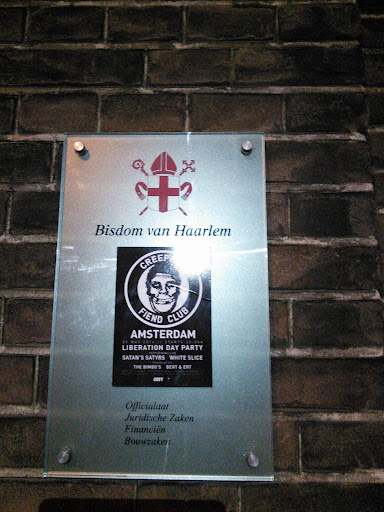 Bisdom van Haarlem
CREEP
FIEND CLUB
AMSTERDAM
LIBERATION DAY PARTY
SATAN'S SATYRS WHITE SLICE
THE BIMBO'S BERT & ERT
Officialaat
Juridische Zaken
Financiën
Bouwzaken